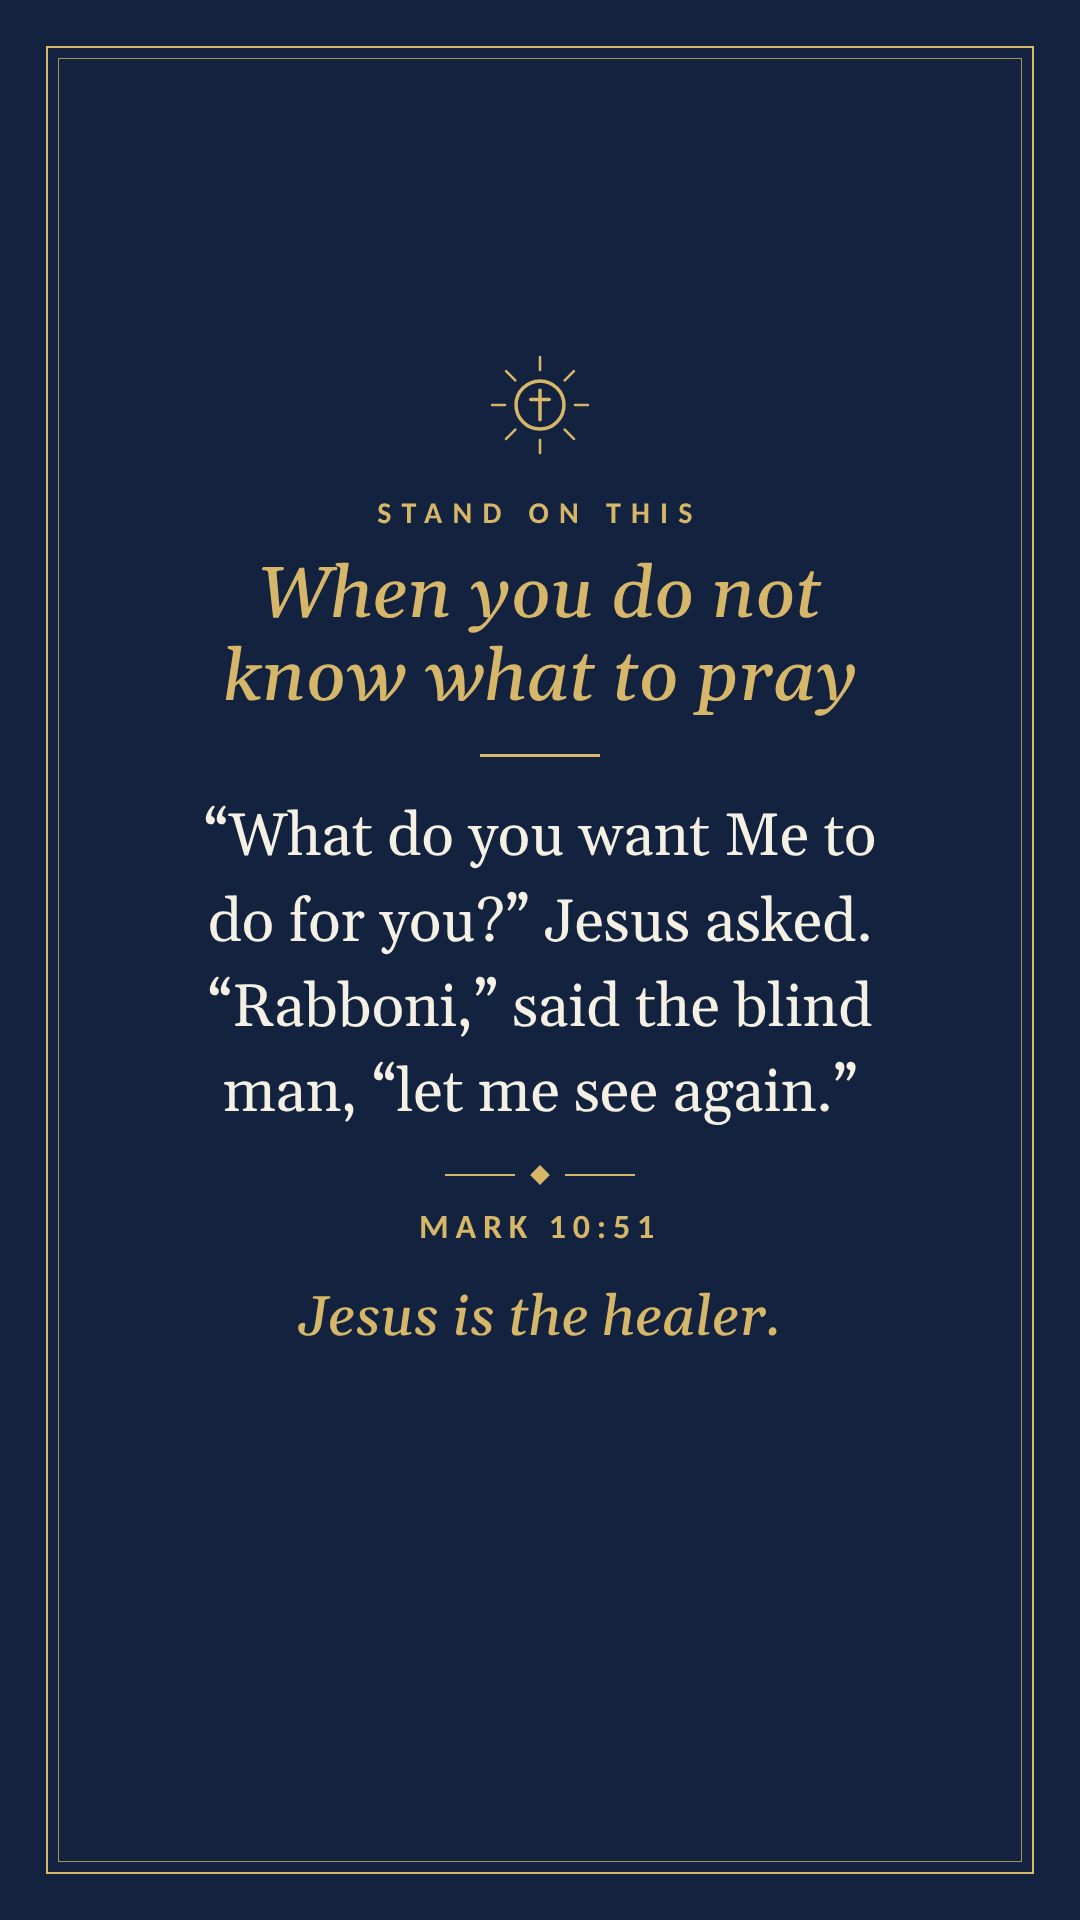 STAND ON THIS
When you do not
know what to pray
“What do you want Me to
do for you?” Jesus asked.
“Rabboni,” said the blind
man, “let me see again.”
MARK 10:51
Jesus is the healer.